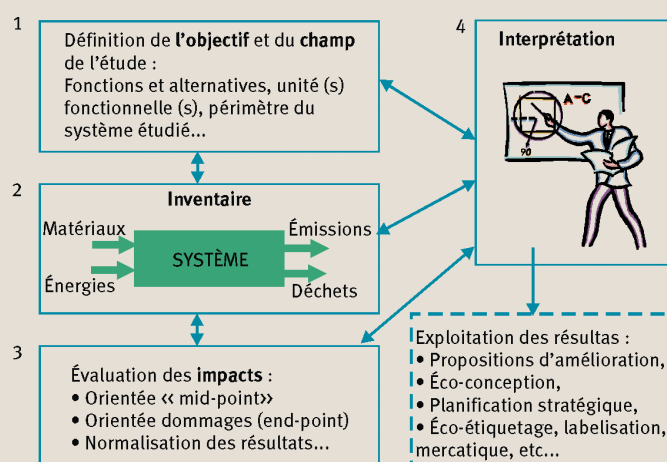 1
Définition de l'objectif et du champ
de l'étude :
Fonctions et alternatives, unité (s)
fonctionnelle (s), périmètre du
système étudié...
2
Inventaire
Matériaux
Énergies
SYSTÈME
Émissions
Déchets
3
Évaluation des impacts :
• Orientée « mid-point»
• Orientée dommages (end-point)
• Normalisation des résultats...
4
Interprétation
A-C
90
Exploitation des résultas :
• Propositions d'amélioration,
• Éco-conception,
• Planification stratégique,
• Éco-étiquetage, labelisation,
mercatique, etc...